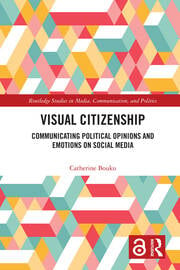 Routledge Studies in Media, Communication, and Politics
VISUAL CITIZENSHIP
COMMUNICATING POLITICAL OPINIONS AND
EMOTIONS ON SOCIAL MEDIA
Catherine Bouko